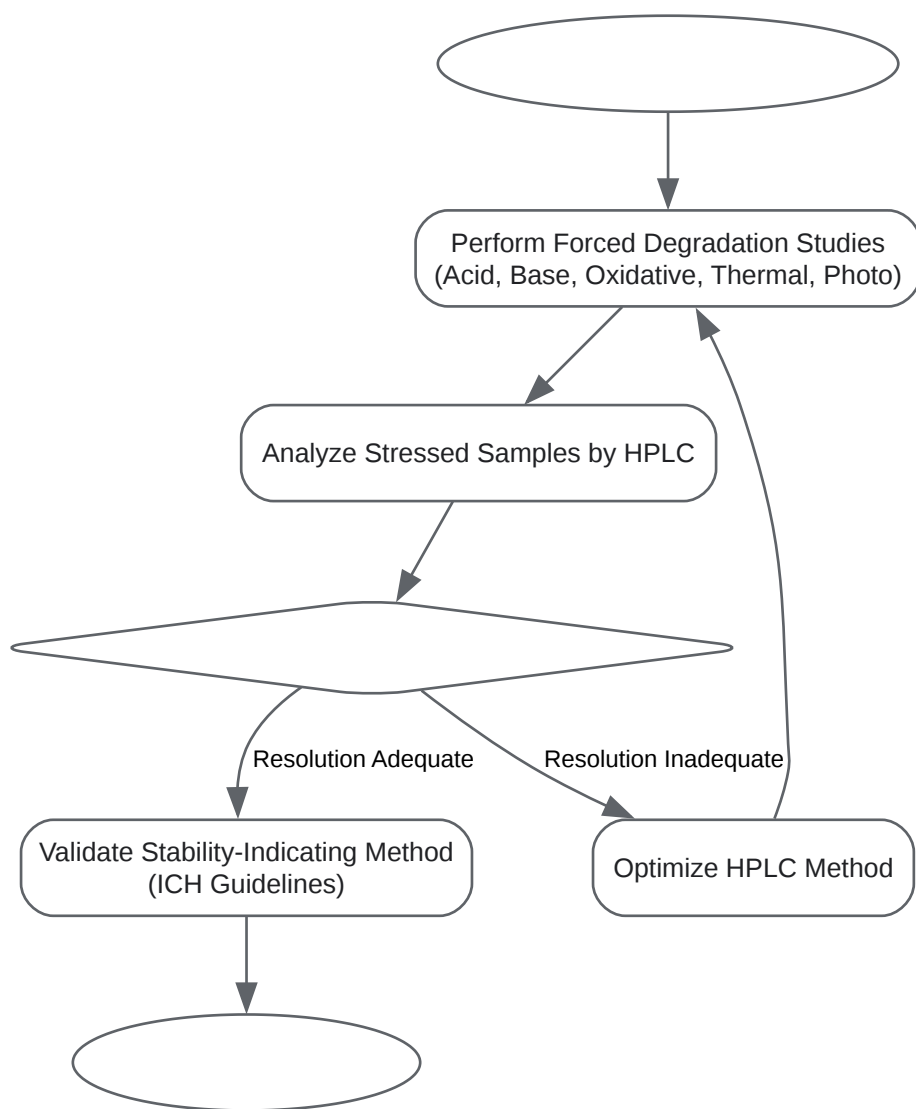 Perform Forced Degradation Studies
(Acid, Base, Oxidative, Thermal, Photo)
Analyze Stressed Samples by HPLC
Resolution Adequate
Resolution Inadequate
Validate Stability-Indicating Method
(ICH Guidelines)
Optimize HPLC Method